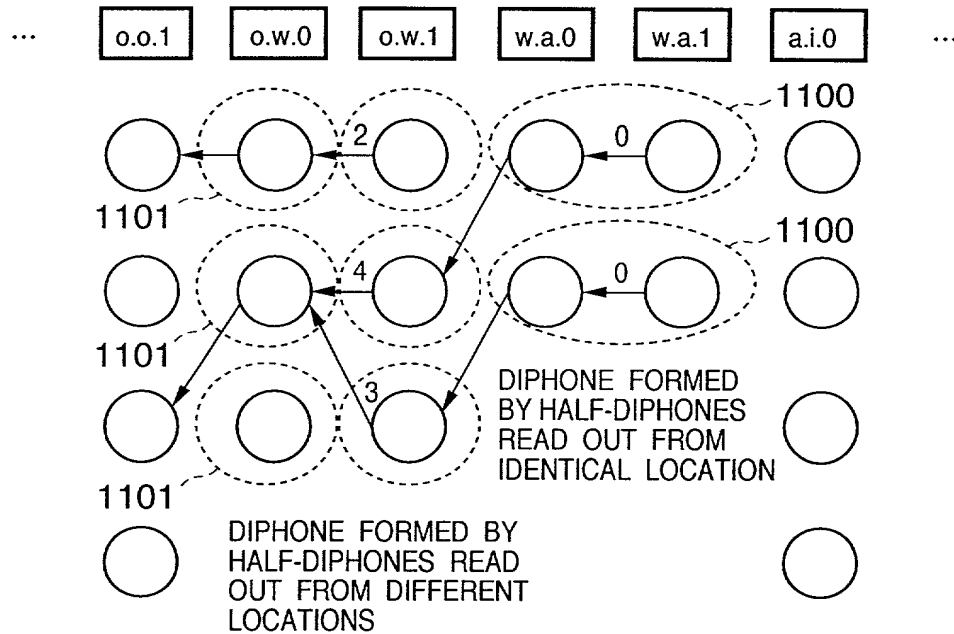 ... o.o.1 o.w.0 o.w.1 w.a.0 w.a.1 a.i.0 ...
1100
2 0
1101
1100
4 0
1101
3
DIPHONE FORMED
BY HALF-DIPHONES
READ OUT FROM
IDENTICAL LOCATION
1101
DIPHONE FORMED BY
HALF-DIPHONES READ
OUT FROM DIFFERENT
LOCATIONS